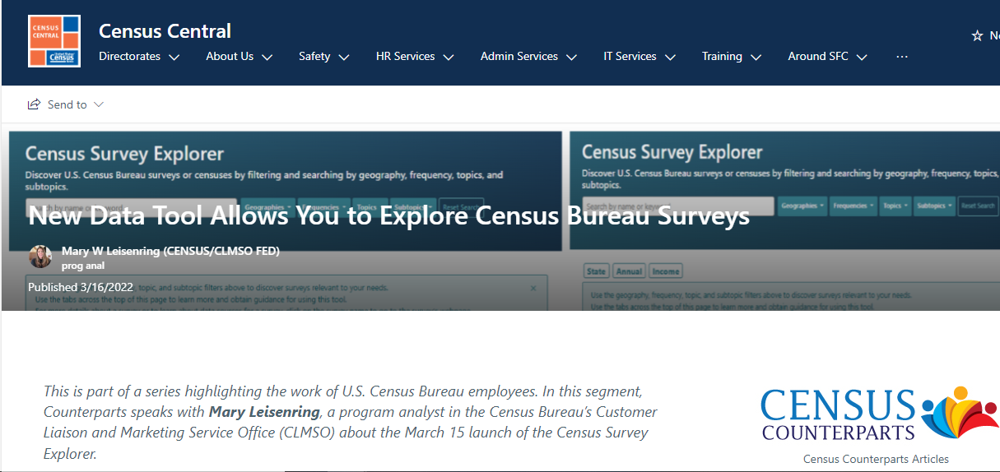 CENSUS
CENTRAL
United States
Census
Census Central
Directorates About Us Safety HR Services Admin Services IT Services Training Around SFC ...
Send to
Census Survey Explorer
Discover U.S. Census Bureau surveys or censuses by filtering and searching by geography, frequency, topics, and
subtopics.
Geographies Frequencies Topics Subtopics Reset Search
Census Survey Explorer
Discover U.S. Census Bureau surveys or censuses by filtering and searching by geography, frequency, topics,
subtopics.
Search by name or
Geographies Frequencies Topics Subtopics Reset Search
New Data Tool Allows You to Explore Census Bureau Surveys
Mary W Leisenring (CENSUS/CLMSO FED)
prog anal
Published 3/16/2022
topic, and subtopic filters above to discover surveys relevant to your needs.
Use the tabs across the top of this page to learn more and obtain guidance for using this tool.
State Annual Income
Use the geography, frequency, topic, and subtopic filters above to discover surveys relevant to your needs.
Use the tabs across the top of this page to learn more and obtain guidance for using this tool.
This is part of a series highlighting the work of U.S. Census Bureau employees. In this segment,
Counterparts speaks with Mary Leisenring, a program analyst in the Census Bureau's Customer
Liaison and Marketing Service Office (CLMSO) about the March 15 launch of the Census Survey
Explorer.
CENSUS
COUNTERPARTS
Census Counterparts Articles